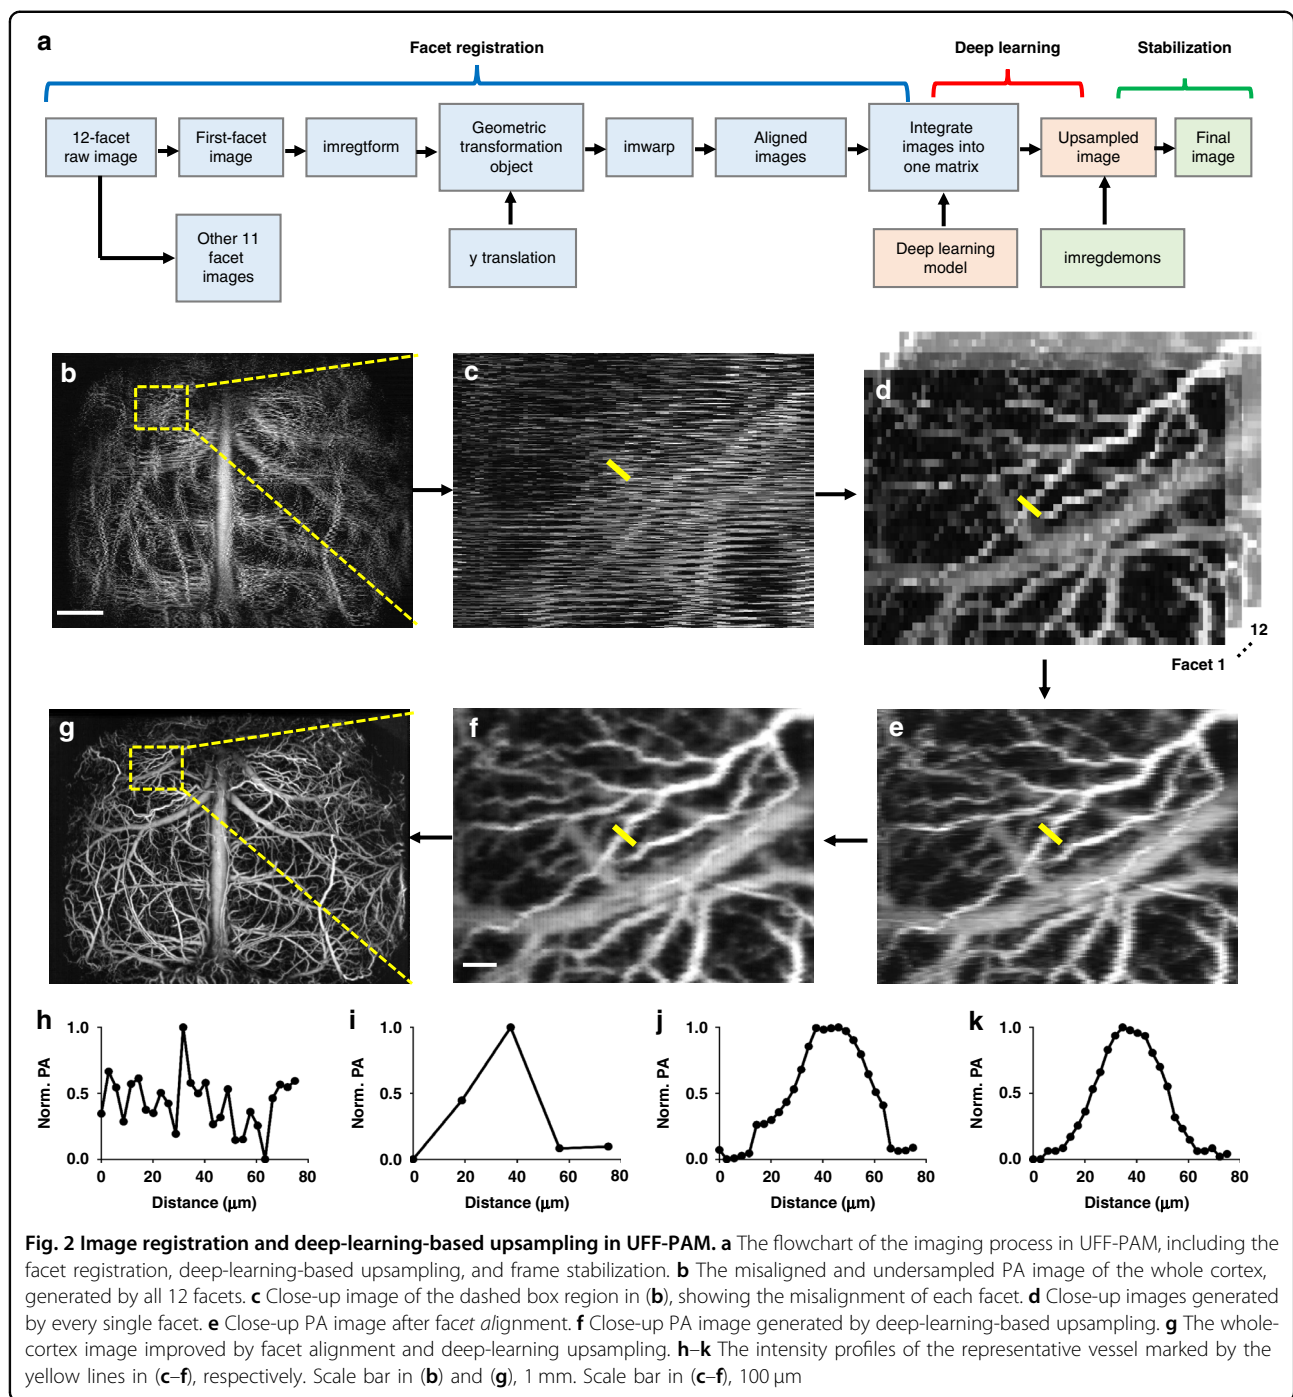 a
Facet registration
Deep learning
Stabilization
12-facet
raw image
First-facet
image
imregtform
Geometric
transformation
object
imwarp
Aligned
images
Integrate
images into
one matrix
Upsampled
image
Final
image
Other 11
facet
images
y translation
Deep learning
model
imregdemons
b
c
d
12
Facet 1
g
f
e
h
1.0
0.5
0.0
Norm. PA
0
20
40
60
80
Distance (μm)
i
1.0
0.5
0.0
Norm. PA
0
20
40
60
80
Distance (μm)
j
1.0
0.5
0.0
Norm. PA
0
20
40
60
80
Distance (μm)
k
1.0
0.5
0.0
Norm. PA
0
20
40
60
80
Distance (μm)
Fig. 2 Image registration and deep-learning-based upsampling in UFF-PAM. a The flowchart of the imaging process in UFF-PAM, including the
facet registration, deep-learning-based upsampling, and frame stabilization. b The misaligned and undersampled PA image of the whole cortex,
generated by all 12 facets. c Close-up image of the dashed box region in (b), showing the misalignment of each facet. d Close-up images generated
by every single facet. e Close-up PA image after facet alignment. f Close-up PA image generated by deep-learning-based upsampling. g The whole-
cortex image improved by facet alignment and deep-learning upsampling. h–k The intensity profiles of the representative vessel marked by the
yellow lines in (c–f), respectively. Scale bar in (b) and (g), 1 mm. Scale bar in (c–f), 100 μm